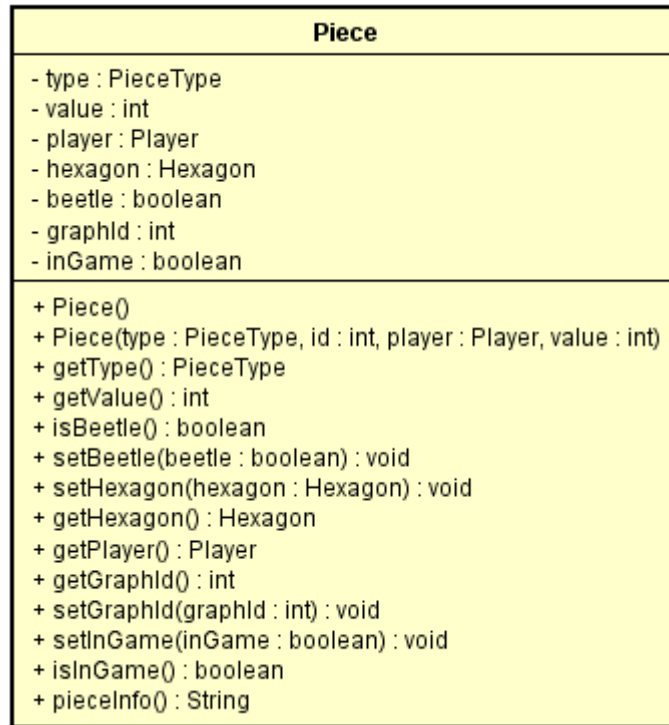 Piece
- type : PieceType
- value : int
- player : Player
- hexagon : Hexagon
- beetle : boolean
- graphId : int
- inGame : boolean
+ Piece()
+ Piece(type : PieceType, id : int, player : Player, value : int)
+ getType() : PieceType
+ getValue() : int
+ isBeetle() : boolean
+ setBeetle(beetle : boolean) : void
+ setHexagon(hexagon : Hexagon) : void
+ getHexagon() : Hexagon
+ getPlayer() : Player
+ getGraphId() : int
+ setGraphId(graphId : int) : void
+ setInGame(inGame : boolean) : void
+ isInGame() : boolean
+ pieceInfo() : String